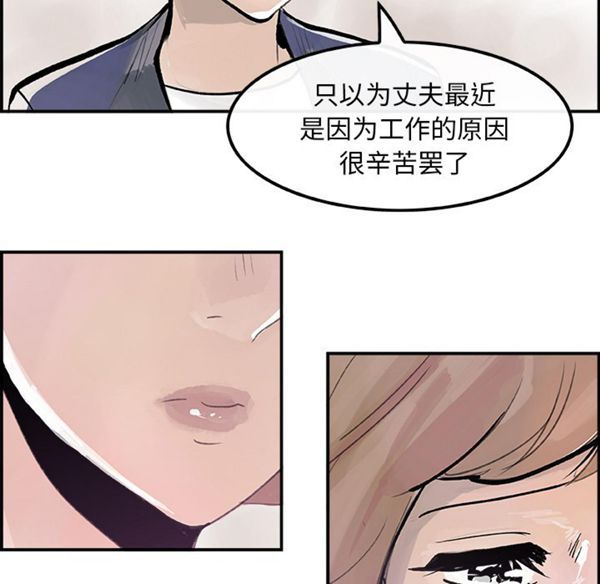 只以为丈夫最近
是因为工作的原因
很辛苦罢了